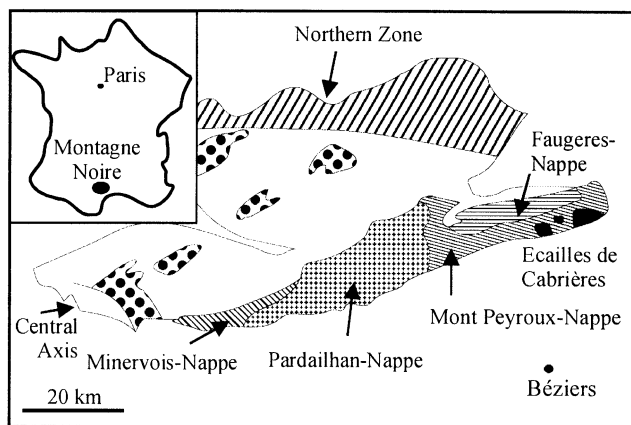 Northern Zone
Paris
Montagne
Noire
Faugeres-
Nappe
Ecailles de
Cabrières
Mont Peyroux-Nappe
Central
Axis
Minervois-Nappe
Pardailhan-Nappe
Béziers
20 km